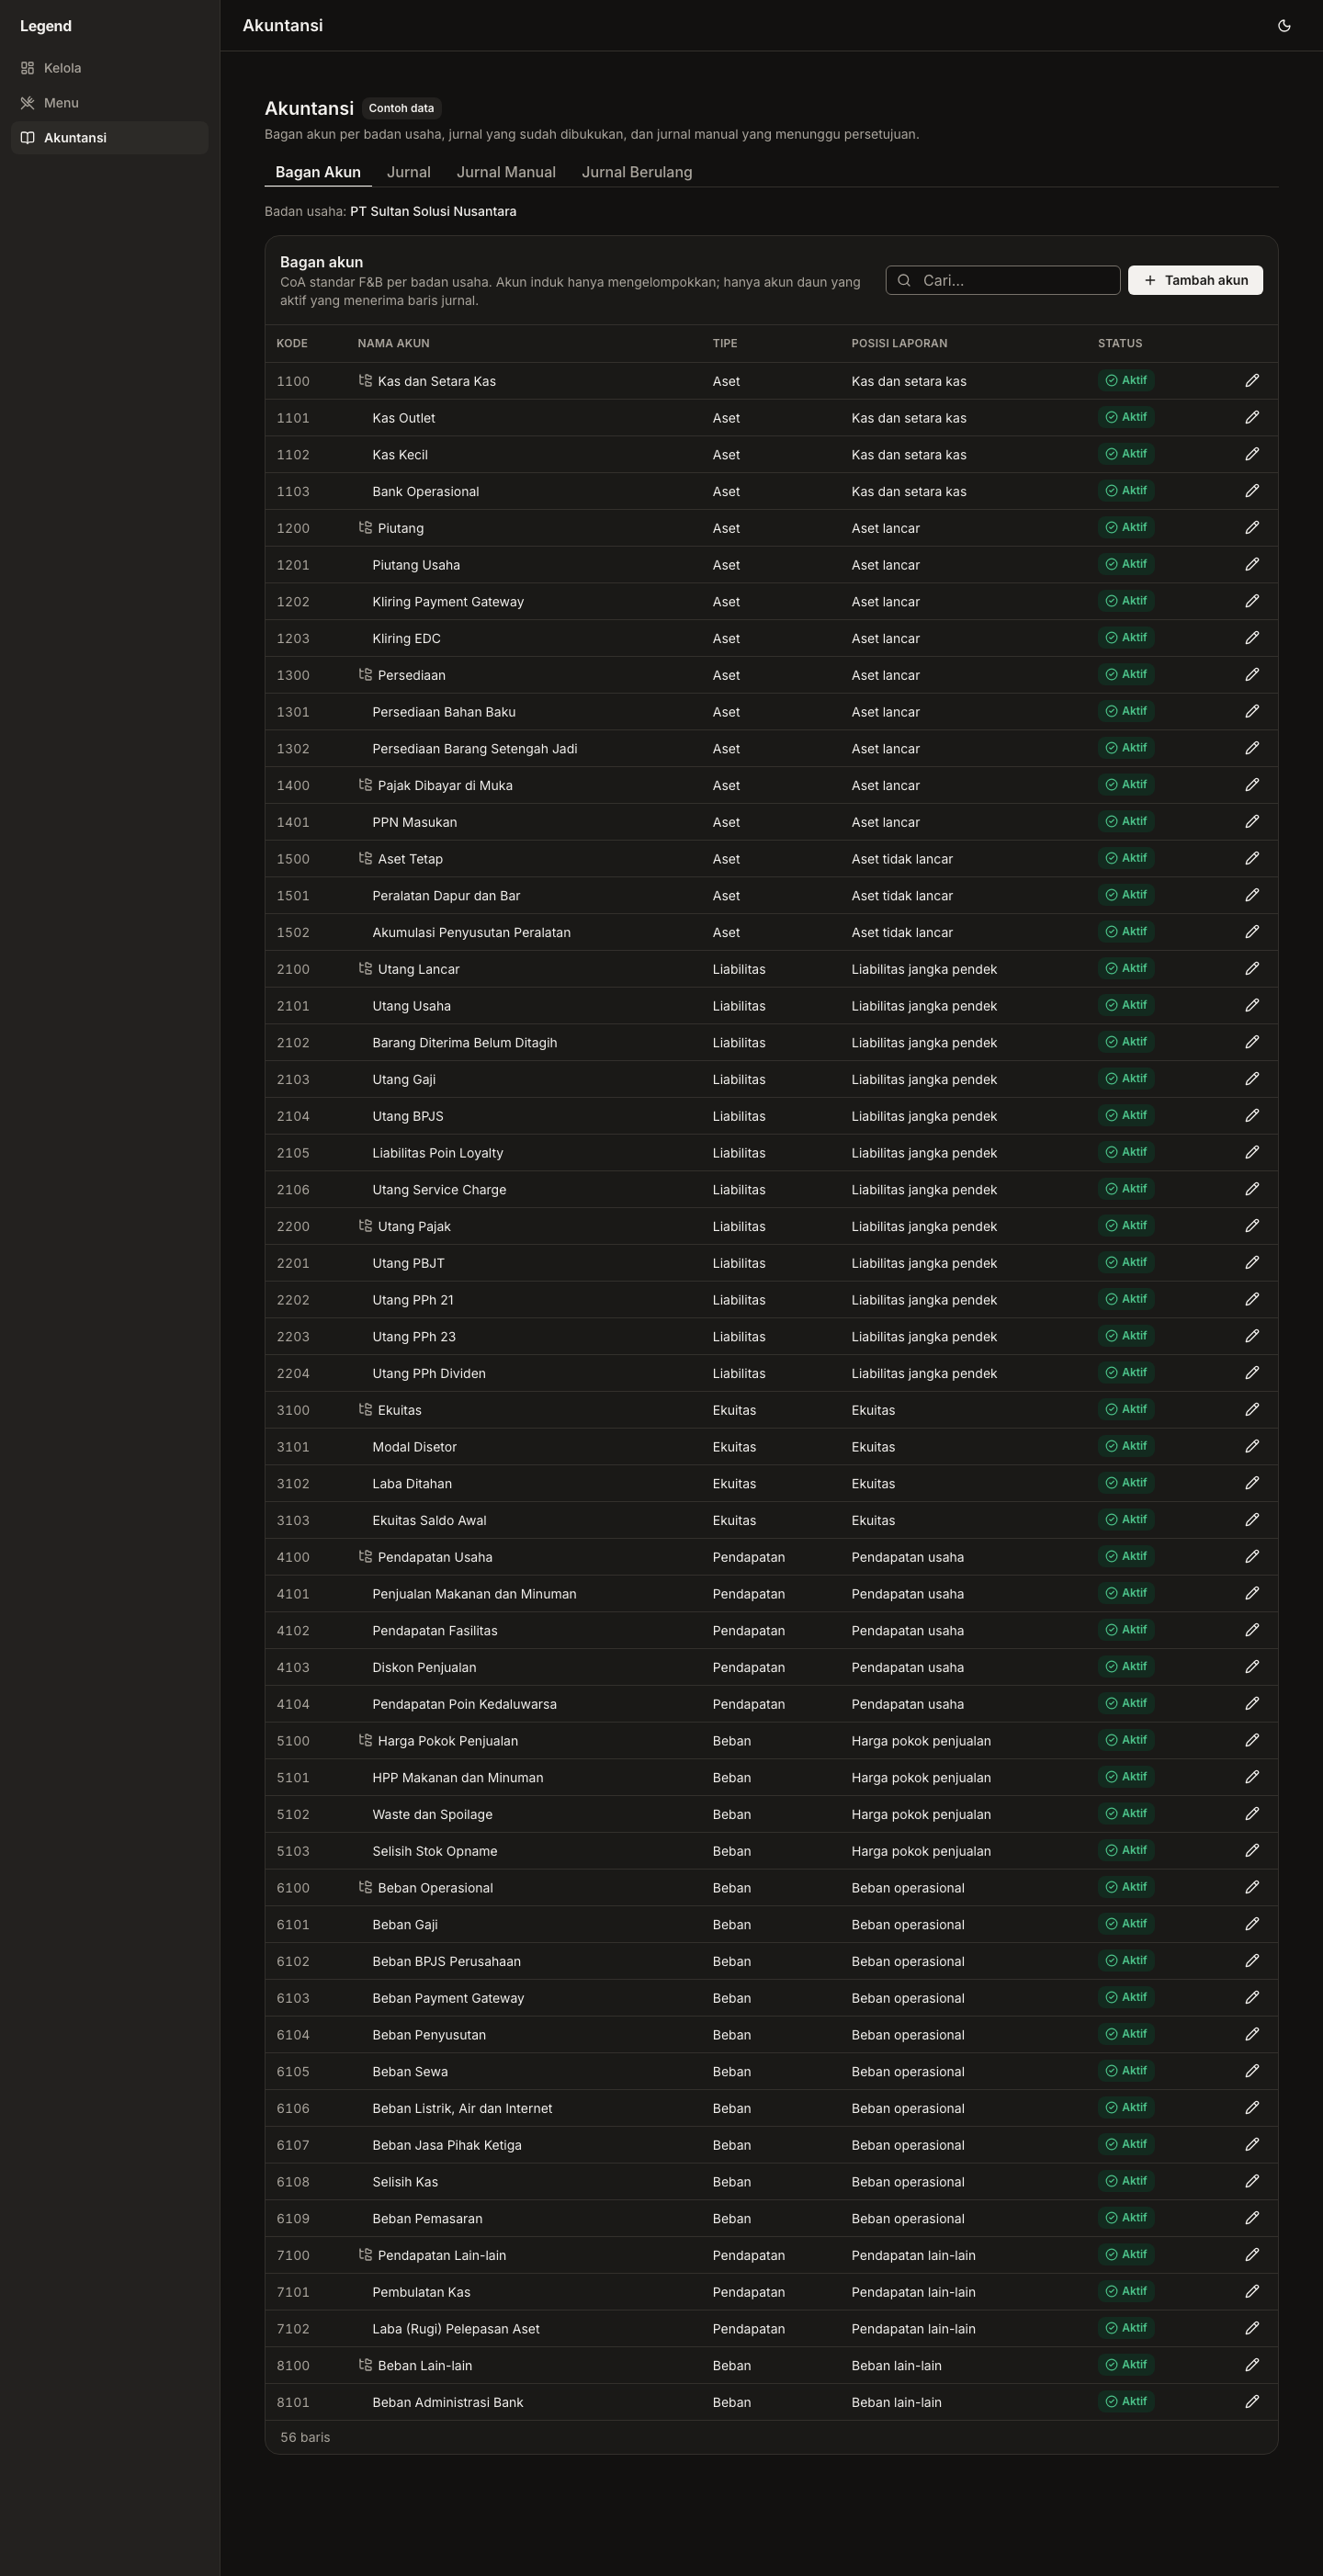 Legend
Kelola
Menu
Akuntansi
Akuntansi
Akuntansi Contoh data
Bagan akun per badan usaha, jurnal yang sudah dibukukan, dan jurnal manual yang menunggu persetujuan.
Bagan Akun Jurnal Jurnal Manual Jurnal Berulang
Badan usaha: PT Sultan Solusi Nusantara
Bagan akun
CoA standar F&B per badan usaha. Akun induk hanya mengelompokkan; hanya akun daun yang
aktif yang menerima baris jurnal.
Cari...
Tambah akun
KODE NAMA AKUN TIPE POSISI LAPORAN STATUS
1100 Kas dan Setara Kas Aset Kas dan setara kas Aktif
1101 Kas Outlet Aset Kas dan setara kas Aktif
1102 Kas Kecil Aset Kas dan setara kas Aktif
1103 Bank Operasional Aset Kas dan setara kas Aktif
1200 Piutang Aset Aset lancar Aktif
1201 Piutang Usaha Aset Aset lancar Aktif
1202 Kliring Payment Gateway Aset Aset lancar Aktif
1203 Kliring EDC Aset Aset lancar Aktif
1300 Persediaan Aset Aset lancar Aktif
1301 Persediaan Bahan Baku Aset Aset lancar Aktif
1302 Persediaan Barang Setengah Jadi Aset Aset lancar Aktif
1400 Pajak Dibayar di Muka Aset Aset lancar Aktif
1401 PPN Masukan Aset Aset lancar Aktif
1500 Aset Tetap Aset Aset tidak lancar Aktif
1501 Peralatan Dapur dan Bar Aset Aset tidak lancar Aktif
1502 Akumulasi Penyusutan Peralatan Aset Aset tidak lancar Aktif
2100 Utang Lancar Liabilitas Liabilitas jangka pendek Aktif
2101 Utang Usaha Liabilitas Liabilitas jangka pendek Aktif
2102 Barang Diterima Belum Ditagih Liabilitas Liabilitas jangka pendek Aktif
2103 Utang Gaji Liabilitas Liabilitas jangka pendek Aktif
2104 Utang BPJS Liabilitas Liabilitas jangka pendek Aktif
2105 Liabilitas Poin Loyalty Liabilitas Liabilitas jangka pendek Aktif
2106 Utang Service Charge Liabilitas Liabilitas jangka pendek Aktif
2200 Utang Pajak Liabilitas Liabilitas jangka pendek Aktif
2201 Utang PBJT Liabilitas Liabilitas jangka pendek Aktif
2202 Utang PPh 21 Liabilitas Liabilitas jangka pendek Aktif
2203 Utang PPh 23 Liabilitas Liabilitas jangka pendek Aktif
2204 Utang PPh Dividen Liabilitas Liabilitas jangka pendek Aktif
3100 Ekuitas Ekuitas Ekuitas Aktif
3101 Modal Disetor Ekuitas Ekuitas Aktif
3102 Laba Ditahan Ekuitas Ekuitas Aktif
3103 Ekuitas Saldo Awal Ekuitas Ekuitas Aktif
4100 Pendapatan Usaha Pendapatan Pendapatan usaha Aktif
4101 Penjualan Makanan dan Minuman Pendapatan Pendapatan usaha Aktif
4102 Pendapatan Fasilitas Pendapatan Pendapatan usaha Aktif
4103 Diskon Penjualan Pendapatan Pendapatan usaha Aktif
4104 Pendapatan Poin Kedaluwarsa Pendapatan Pendapatan usaha Aktif
5100 Harga Pokok Penjualan Beban Harga pokok penjualan Aktif
5101 HPP Makanan dan Minuman Beban Harga pokok penjualan Aktif
5102 Waste dan Spoilage Beban Harga pokok penjualan Aktif
5103 Selisih Stok Opname Beban Harga pokok penjualan Aktif
6100 Beban Operasional Beban Beban operasional Aktif
6101 Beban Gaji Beban Beban operasional Aktif
6102 Beban BPJS Perusahaan Beban Beban operasional Aktif
6103 Beban Payment Gateway Beban Beban operasional Aktif
6104 Beban Penyusutan Beban Beban operasional Aktif
6105 Beban Sewa Beban Beban operasional Aktif
6106 Beban Listrik, Air dan Internet Beban Beban operasional Aktif
6107 Beban Jasa Pihak Ketiga Beban Beban operasional Aktif
6108 Selisih Kas Beban Beban operasional Aktif
6109 Beban Pemasaran Beban Beban operasional Aktif
7100 Pendapatan Lain-lain Pendapatan Pendapatan lain-lain Aktif
7101 Pembulatan Kas Pendapatan Pendapatan lain-lain Aktif
7102 Laba (Rugi) Pelepasan Aset Pendapatan Pendapatan lain-lain Aktif
8100 Beban Lain-lain Beban Beban lain-lain Aktif
8101 Beban Administrasi Bank Beban Beban lain-lain Aktif
56 baris